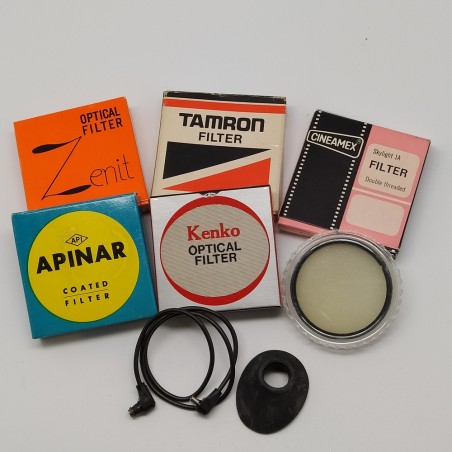 OPTICAL
FILTER
Zenit
TAMRON
FILTER
CINEAMEX
Skylight 1A
FILTER
Double threaded
API
APINAR
COATED
FILTER
Kenko
OPTICAL
FILTER